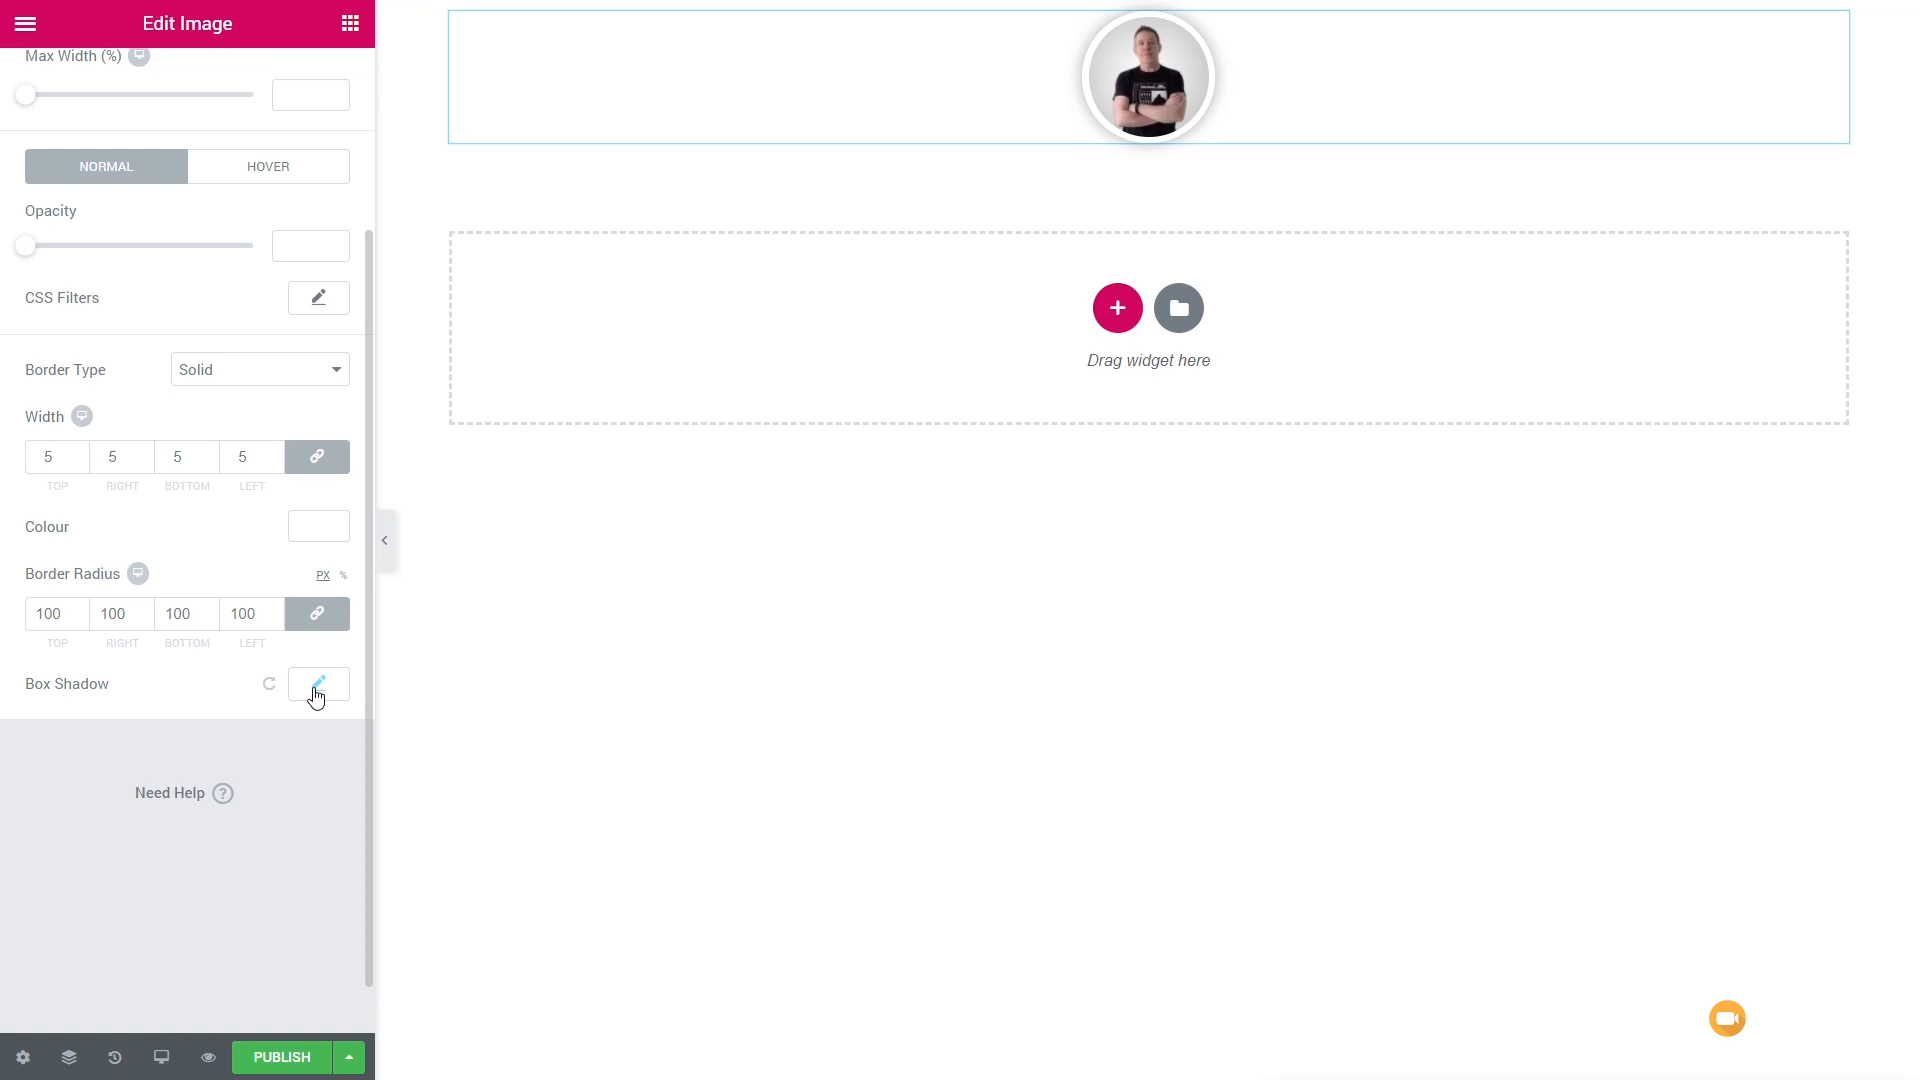 Edit Image
Max Width (%)
NORMAL
HOVER
Opacity
CSS Filters
Border Type
Solid
Width
5 5 5 5
TOP RIGHT BOTTOM LEFT
Colour
Border Radius
PX %
100 100 100 100
TOP RIGHT BOTTOM LEFT
Box Shadow
Need Help ?
PUBLISH
Drag widget here